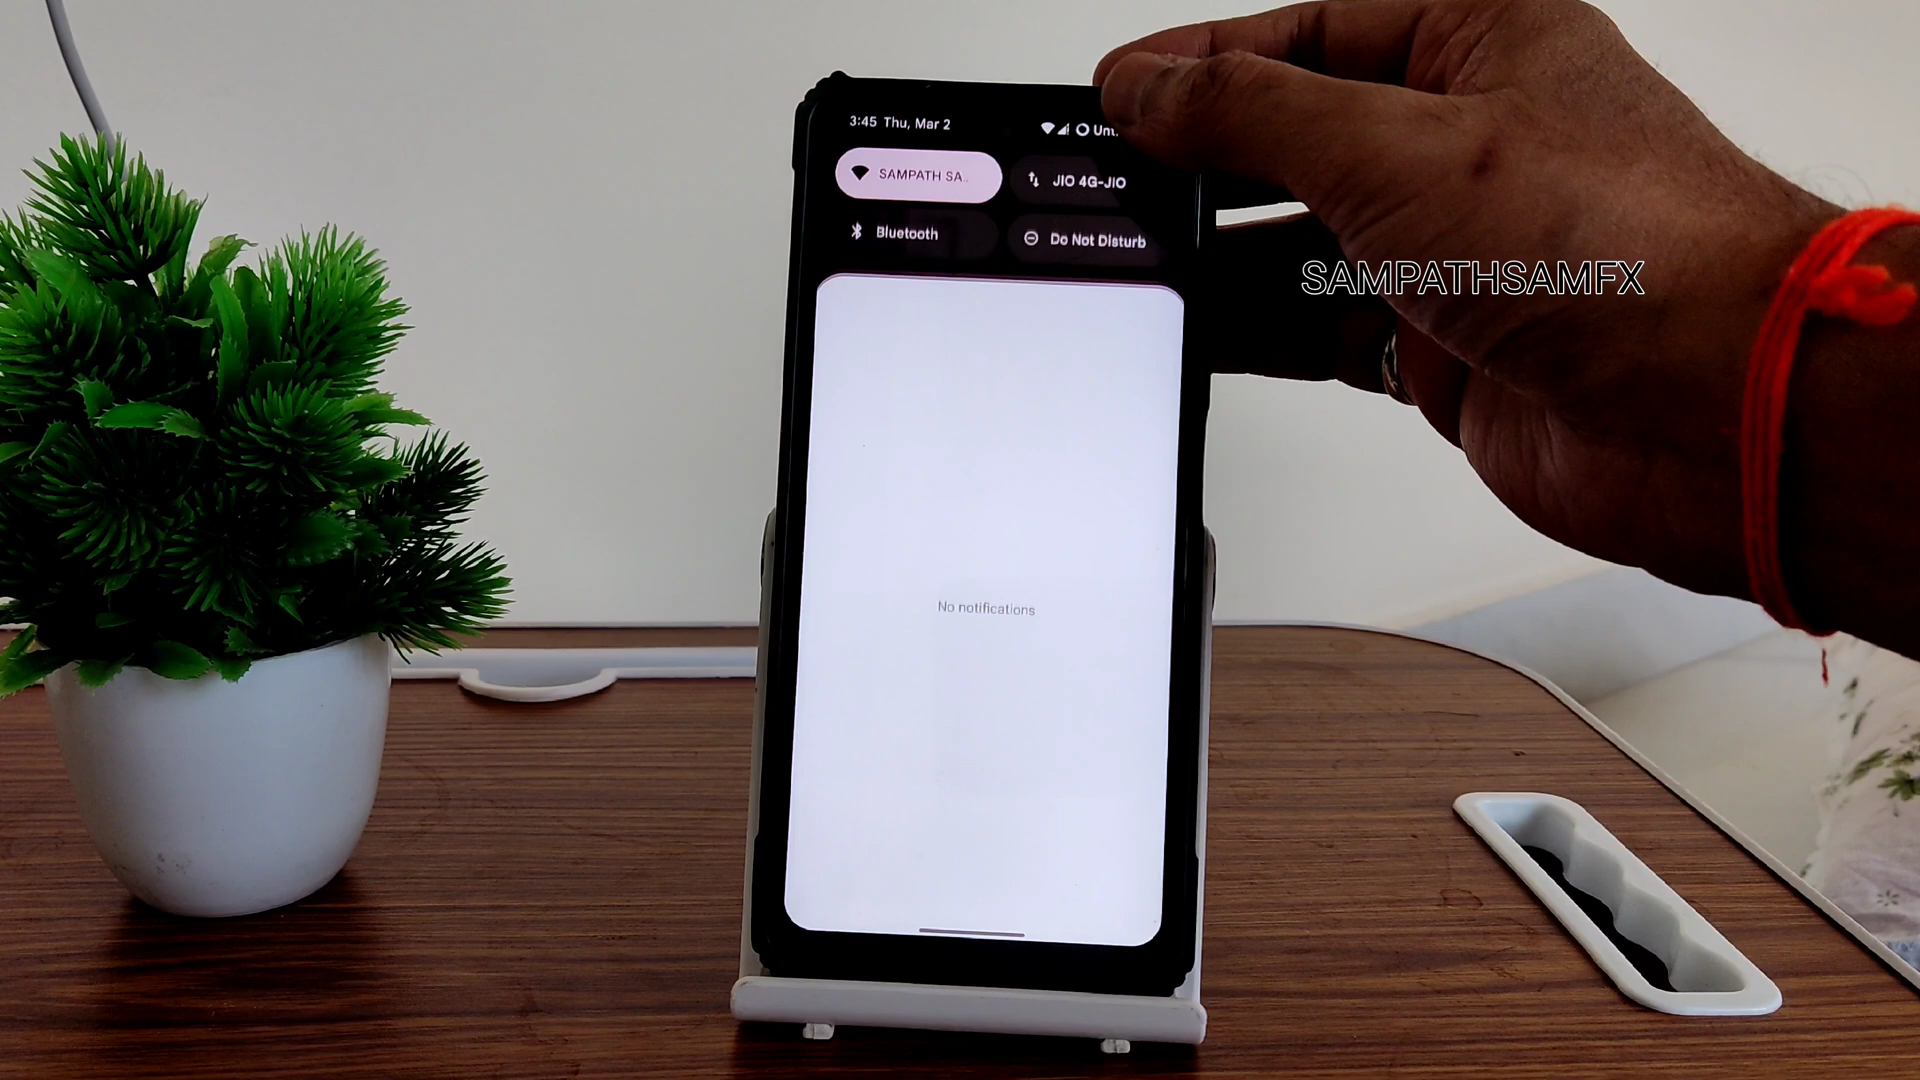 3:45 Thu, Mar 2
SAMPATH SA..
JIO 4G-JIO
Bluetooth
Do Not Disturb
SAMPATHSAMFX
No notifications